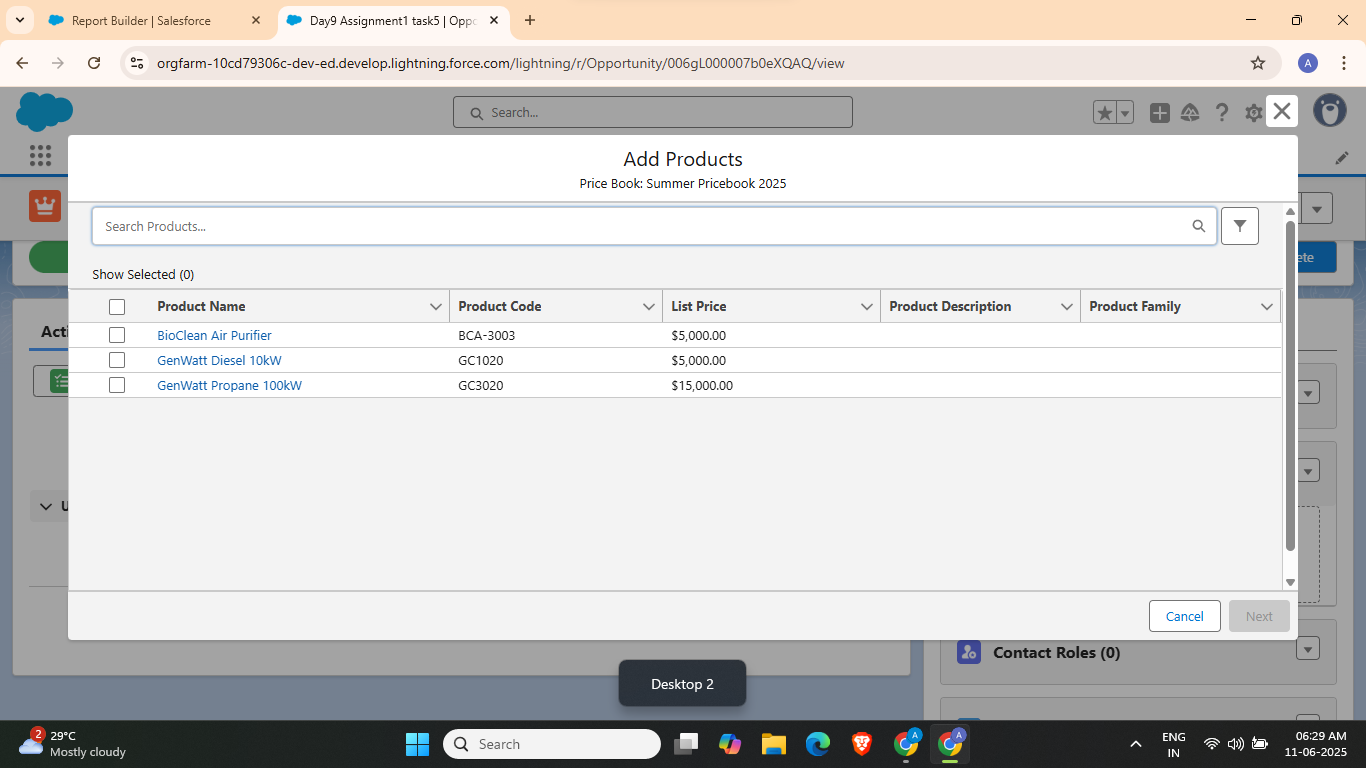 Report Builder | Salesforce
Day9 Assignment1 task5 | Oppo
orgfarm-10cd79306c-dev-ed.develop.lightning.force.com/lightning/r/Opportunity/006gL000007b0eXQAQ/view
A
Search...
Add Products
Price Book: Summer Pricebook 2025
Search Products...
Show Selected (0)
Product Name Product Code List Price Product Description Product Family
BioClean Air Purifier BCA-3003 $5,000.00
GenWatt Diesel 10kW GC1020 $5,000.00
GenWatt Propane 100kW GC3020 $15,000.00
Cancel Next
Contact Roles (0)
Desktop 2
2
29°C
Mostly cloudy
Search
A
A
ENG
IN
06:29 AM
11-06-2025